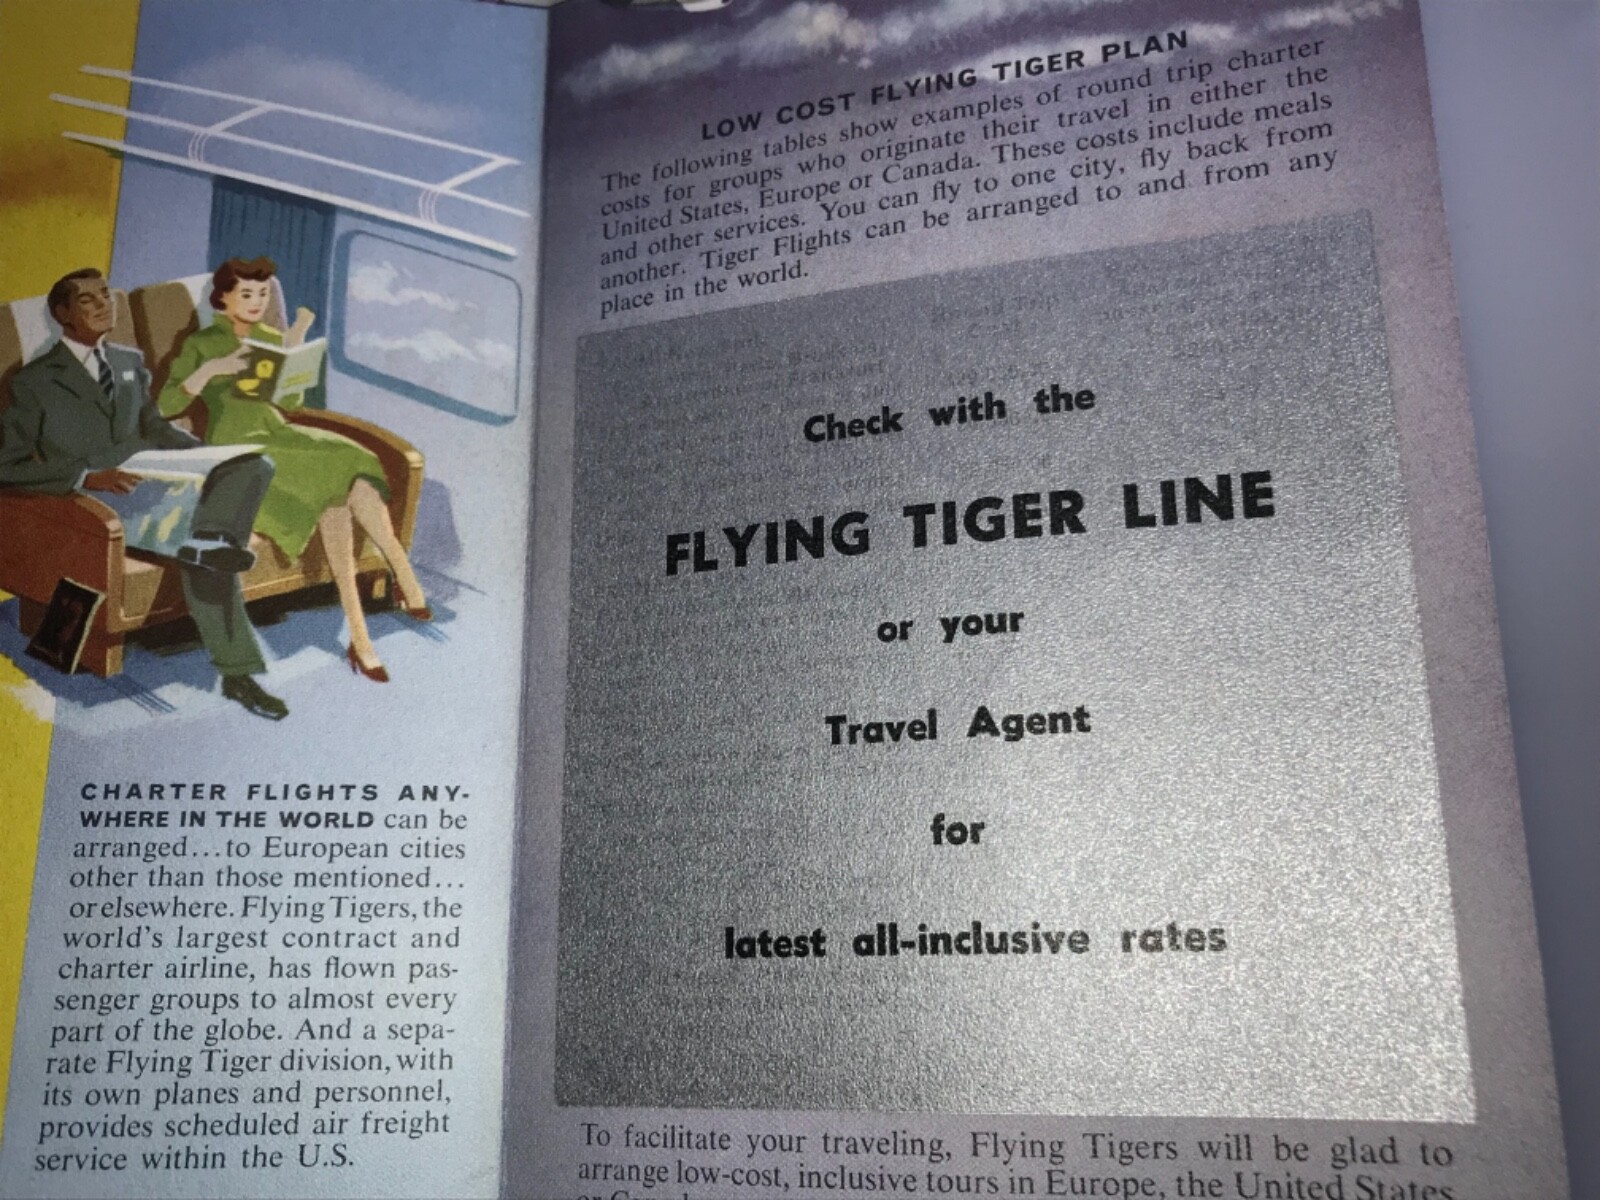 CHARTER FLIGHTS ANY-
WHERE IN THE WORLD can be
arranged...to European cities
other than those mentioned...
or elsewhere. Flying Tigers, the
world's largest contract and
charter airline, has flown pas-
senger groups to almost every
part of the globe. And a sepa-
rate Flying Tiger division, with
its own planes and personnel,
provides scheduled air freight
service within the U.S.
LOW COST FLYING TIGER PLAN
The following tables show examples of round trip charter
costs for groups who originate their travel in either the
United States, Europe or Canada. These costs include meals
and other services. You can fly to one city, fly back from
another. Tiger Flights can be arranged to and from any
place in the world.
Check with the
FLYING TIGER LINE
or your
Travel Agent
for
latest all-inclusive rates
To facilitate your traveling, Flying Tigers will be glad to
arrange low-cost, inclusive tours in Europe, the United States